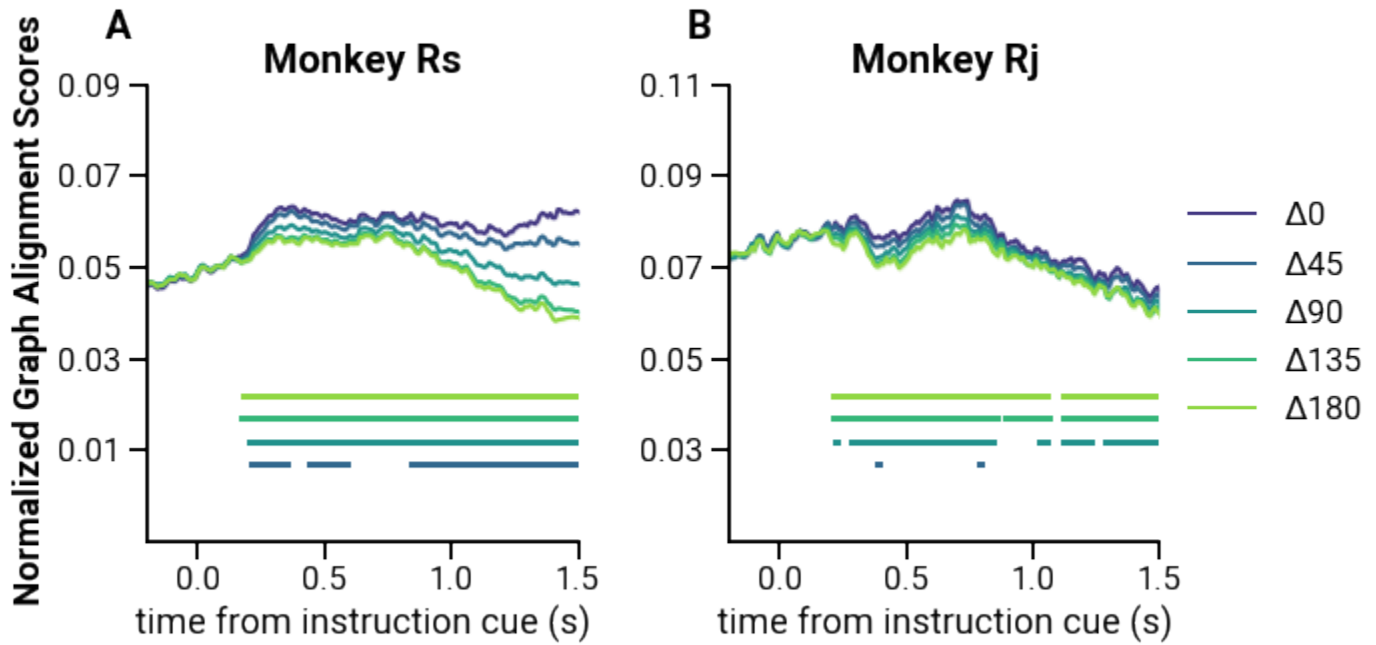 A
Monkey Rs
Normalized Graph Alignment Scores
0.09
0.07
0.05
0.03
0.01
0.0 0.5 1.0 1.5
time from instruction cue (s)
B
Monkey Rj
0.11
0.09
0.07
0.05
0.03
0.0 0.5 1.0 1.5
time from instruction cue (s)
Δ0
Δ45
Δ90
Δ135
Δ180